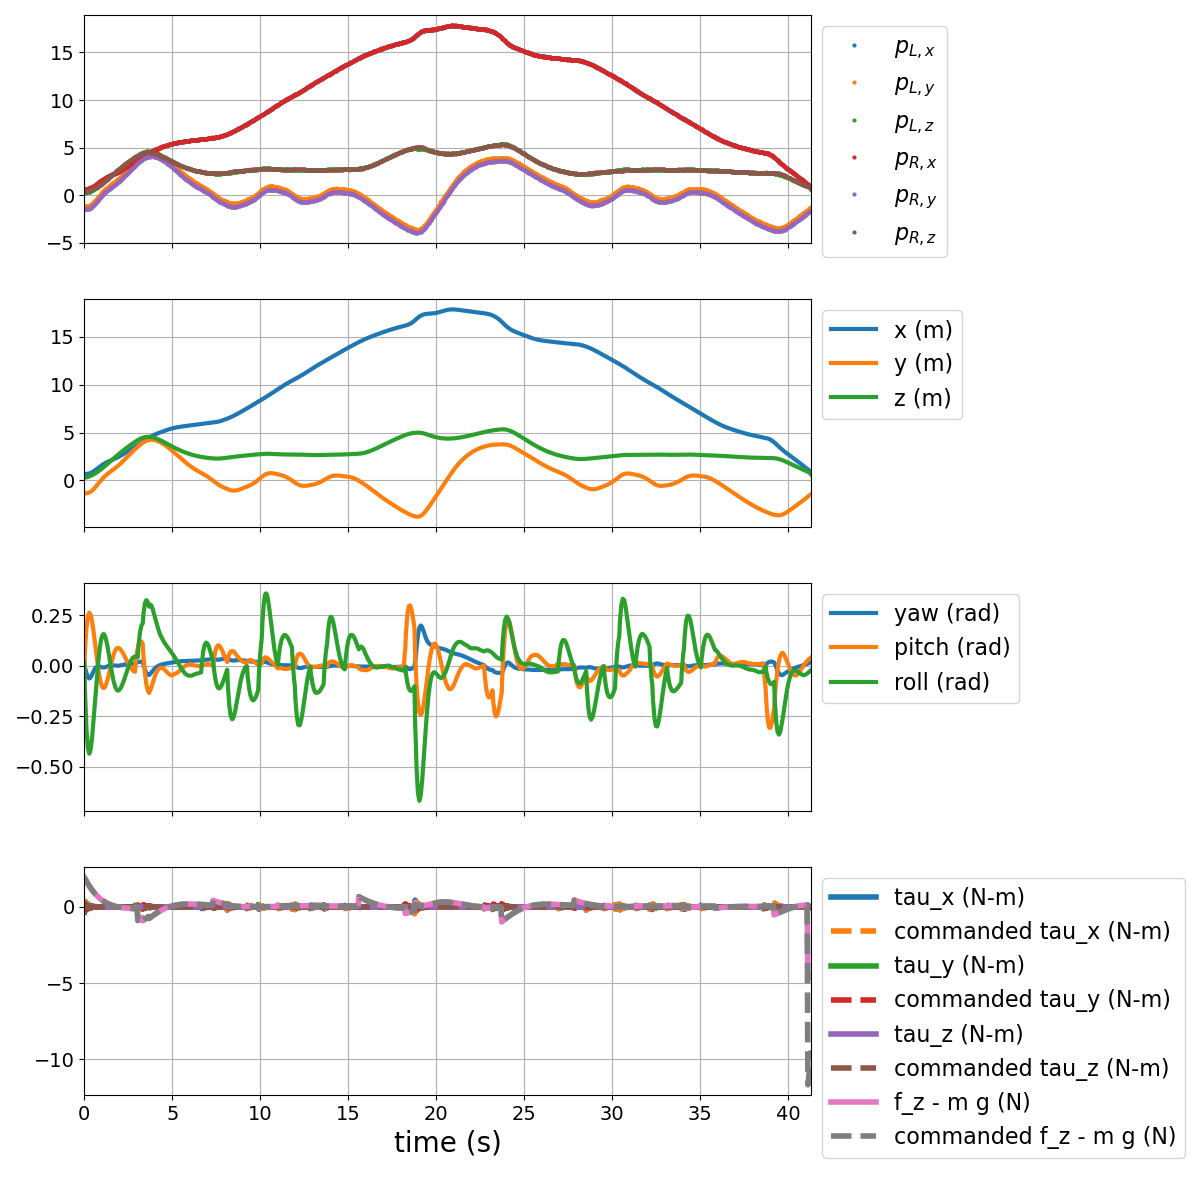 15
10
5
0
−5
p_{L,x}
p_{L,y}
p_{L,z}
p_{R,x}
p_{R,y}
p_{R,z}
15
10
5
0
x (m)
y (m)
z (m)
0.25
0.00
−0.25
−0.50
yaw (rad)
pitch (rad)
roll (rad)
0
−5
−10
0 5 10 15 20 25 30 35 40
time (s)
tau_x (N-m)
commanded tau_x (N-m)
tau_y (N-m)
commanded tau_y (N-m)
tau_z (N-m)
commanded tau_z (N-m)
f_z - m g (N)
commanded f_z - m g (N)